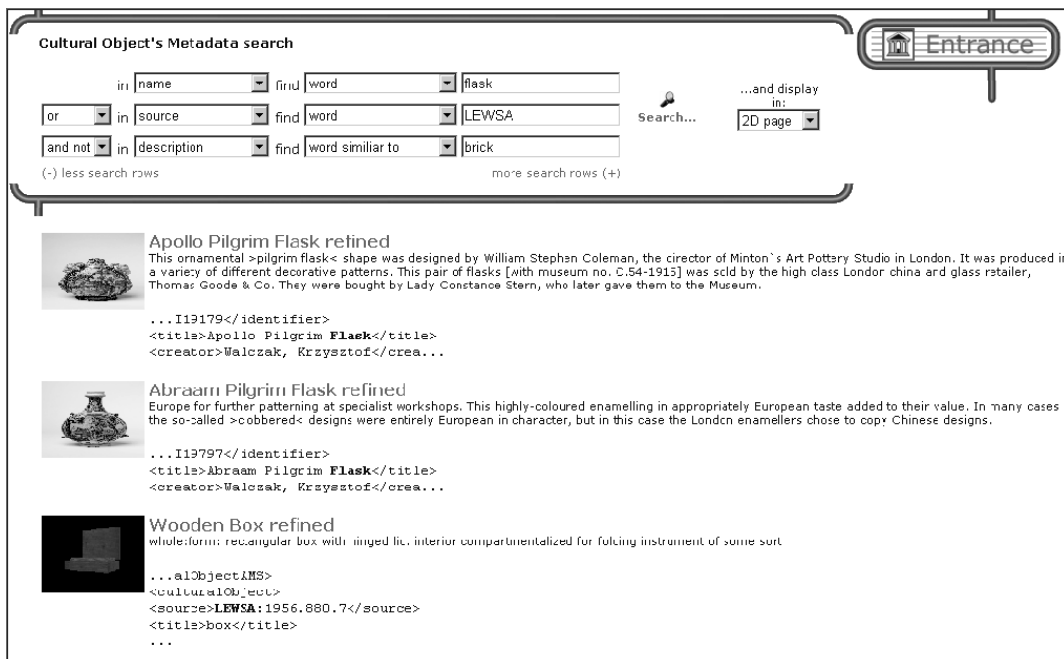 Cultural Object's Metadata search
Entrance
in name find word flask
or in source find word LEWSA
and not in description find word similiar to brick
Search...
...and display
in:
2D page
(-) less search rows
more search rows (+)
Apollo Pilgrim Flask refined
This ornamental >pilgrim flask< shape was designed by William Stephen Coleman, the director of Minton`s Art Pottery Studio in London. It was produced in
a variety of different decorative patterns. This pair of flasks [with museum no. C.54-1915] was sold by the high class London china and glass retailer,
Thomas Goode & Co. They were bought by Lady Constance Stern, who later gave them to the Museum.
...I19179</identifier>
<title>Apollo Pilgrim Flask</title>
<creator>Walczak, Krzysztof</crea...
Abraam Pilgrim Flask refined
Europe for further patterning at specialist workshops. This highly-coloured enamelling in appropriately European taste added to their value. In many cases
the so-called >cobbered< designs were entirely European in character, but in this case the London enamellers chose to copy Chinese designs.
...I19797</identifier>
<title>Abraam Pilgrim Flask</title>
<creator>Walczak, Krzysztof</crea...
Wooden Box refined
whole:form: rectangular box with hinged lid. interior compartmentalized for folding instrument of some sort
...alObjectAMS>
<culturalObject>
<source>LEWSA:1956.880.7</source>
<title>box</title>
...